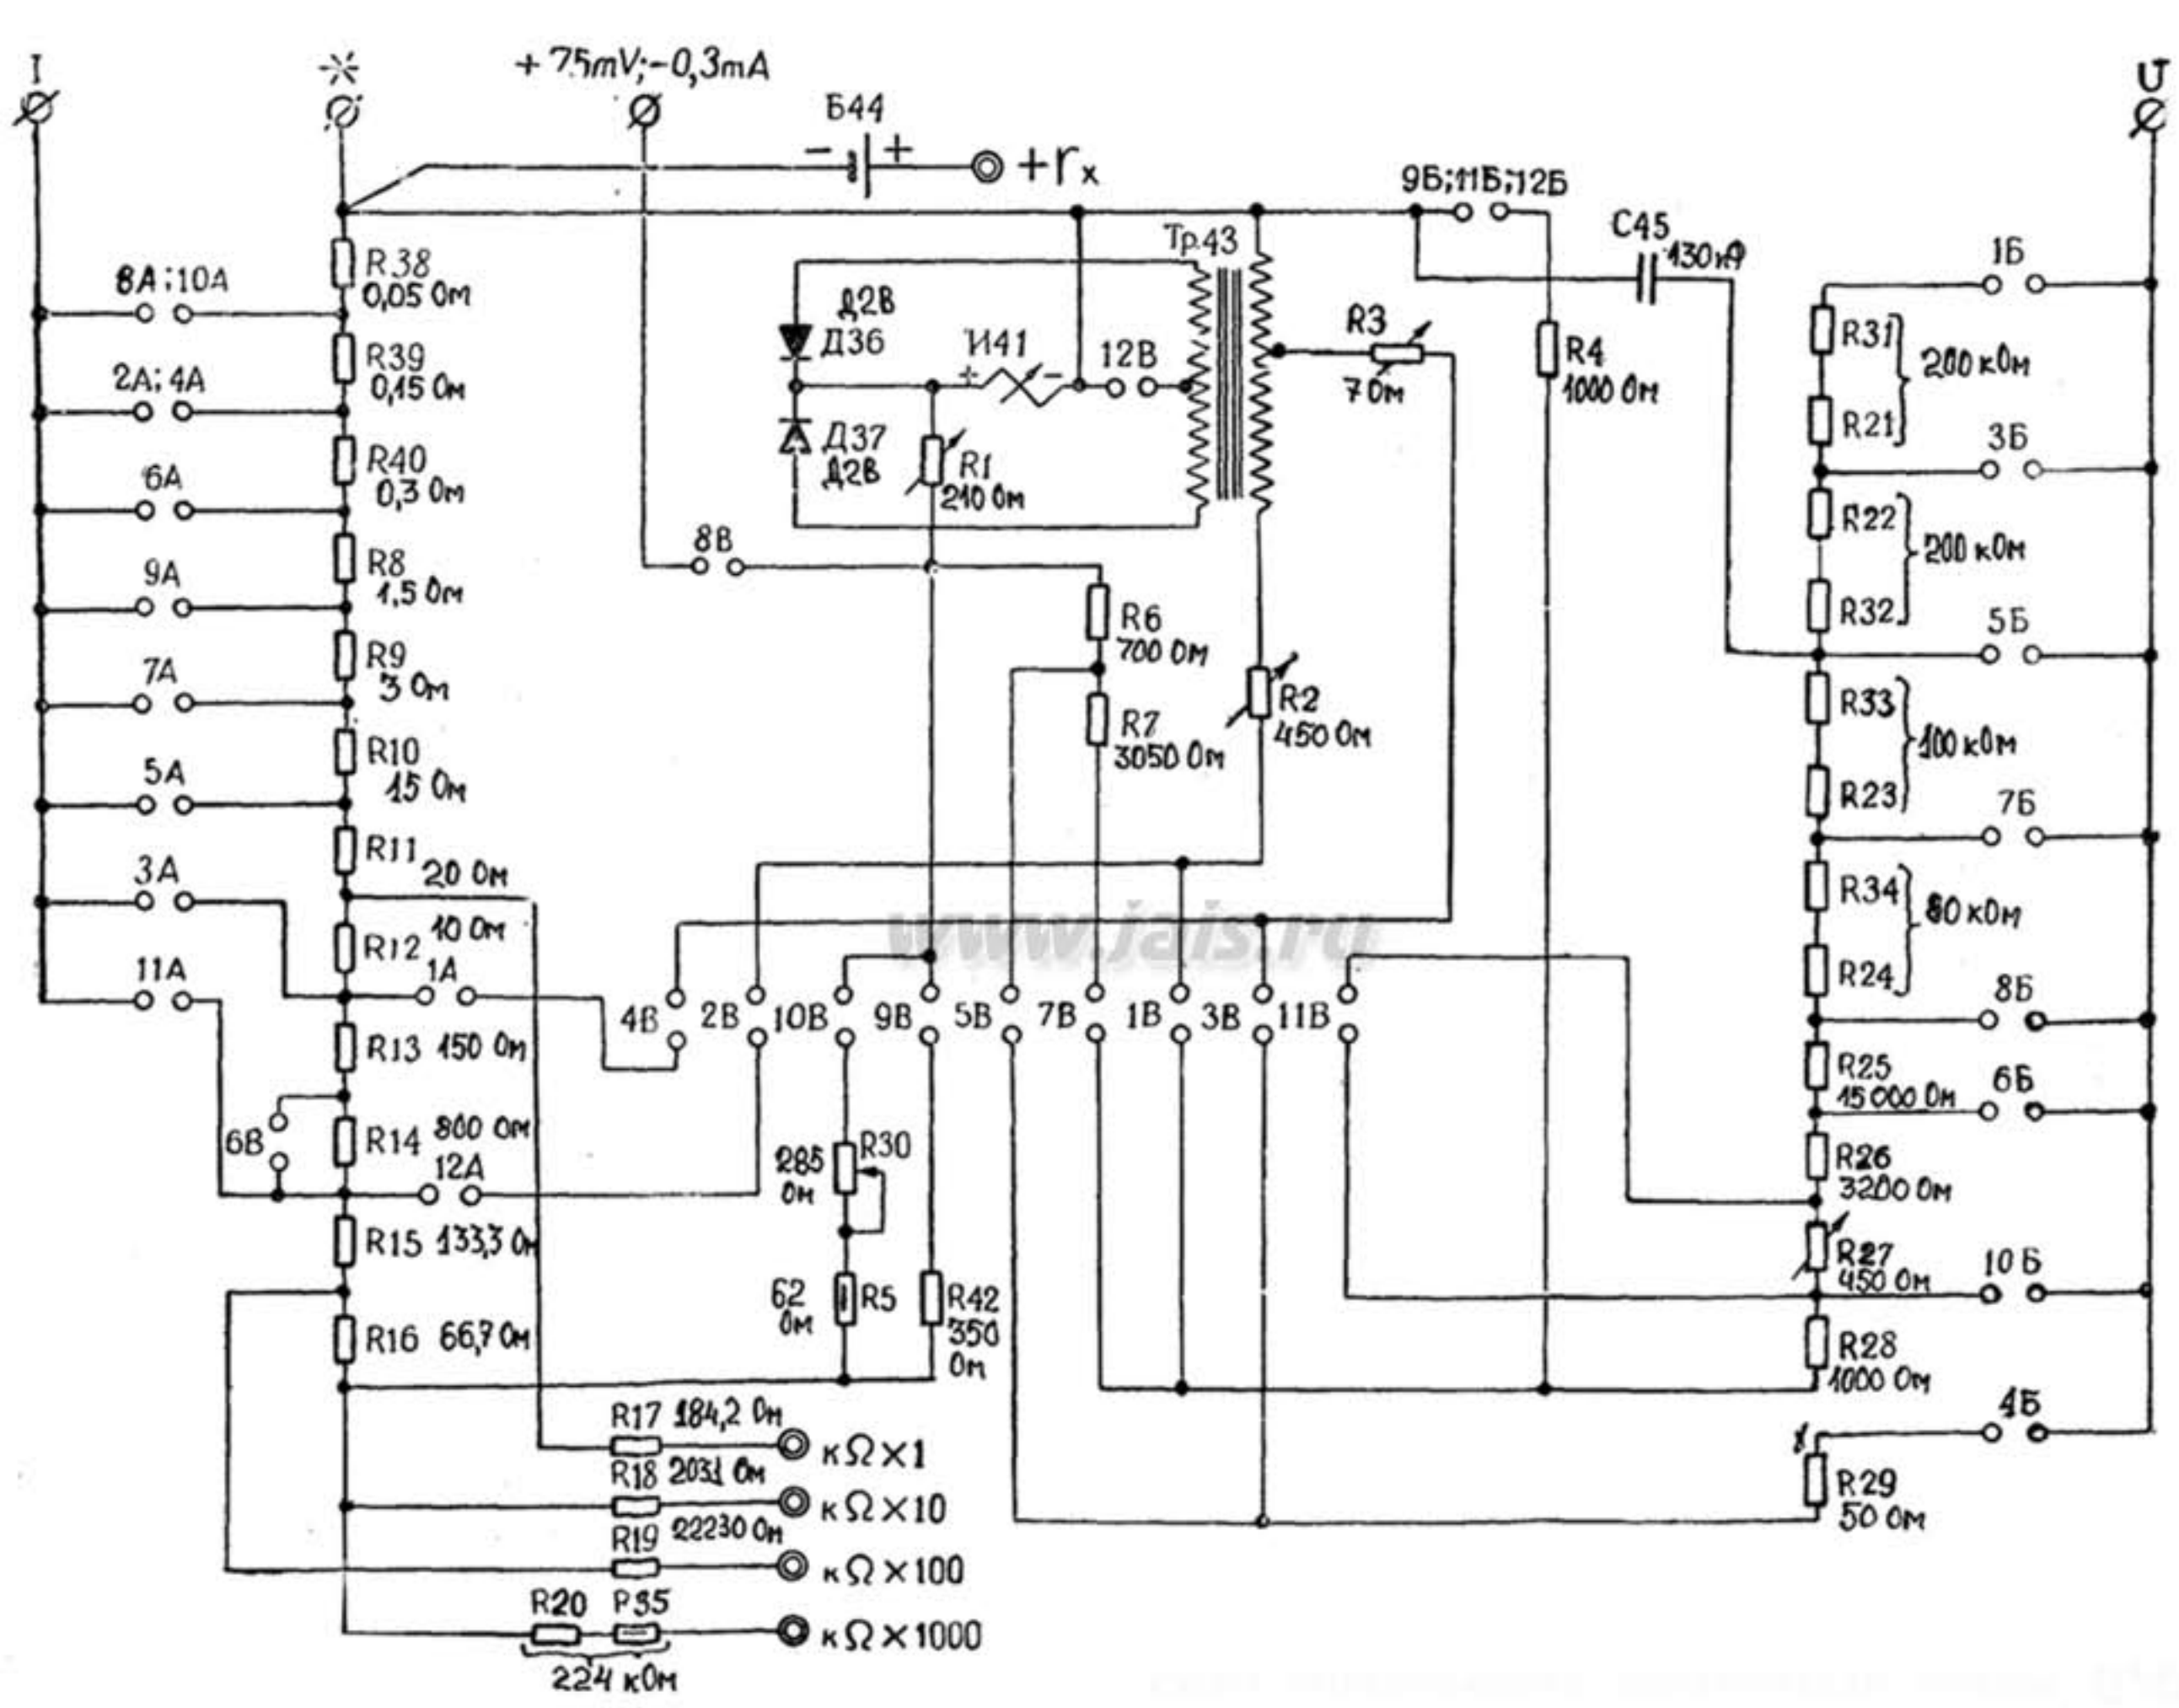 I
+ 75mV; -0,3mA
Б44
- +
+rx
U
9Б;11Б;12Б
C45
130пФ
Тр.43
1Б
8А;10А
R38
0,05 Ом
Д2В
Д36
И41
+ -
12В
R3
7 Ом
R4
1000 Ом
R31
200 кОм
R21
2А;4А
R39
0,15 Ом
Д37
Д2В
R1
210 Ом
3Б
6А
R40
0,3 Ом
R22
200 кОм
R32
8В
9А
R8
1,5 Ом
R6
700 Ом
5Б
7А
R9
3 Ом
R2
450 Ом
R7
3050 Ом
R33
100 кОм
R23
5А
R10
15 Ом
7Б
3А
R11
20 Ом
R34
80 кОм
R24
www.jais.ru
11А
R12
10 Ом
1А
8Б
4В 2В 10В 9В 5В 7В 1В 3В 11В
R13 150 Ом
R25
15000 Ом
6Б
6В
R14 800 Ом
12А
285
Ом
R30
R26
3200 Ом
R15 133,3 Ом
R27
450 Ом
10Б
62
Ом
R5
R42
350
Ом
R16 66,7 Ом
R28
1000 Ом
4Б
R17 184,2 Ом
кΩ×1
R18 2031 Ом
кΩ×10
R29
50 Ом
R19 22230 Ом
кΩ×100
R20 Р35
кΩ×1000
224 кОм